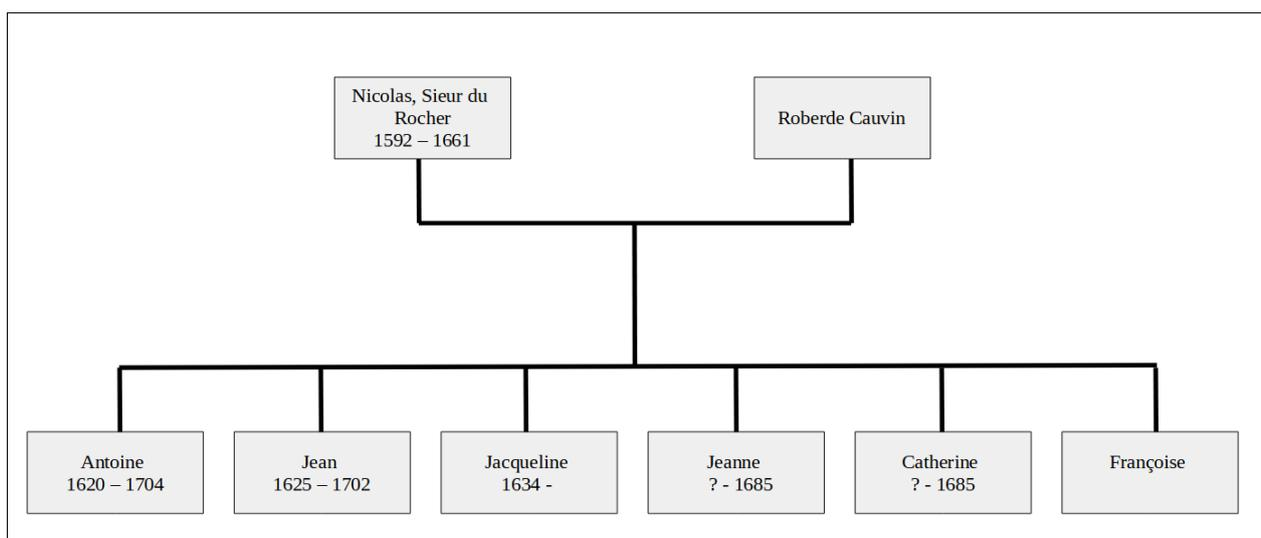 Nicolas, Sieur du
Rocher
1592 – 1661
Roberde Cauvin
Antoine
1620 – 1704
Jean
1625 – 1702
Jacqueline
1634 -
Jeanne
? - 1685
Catherine
? - 1685
Françoise